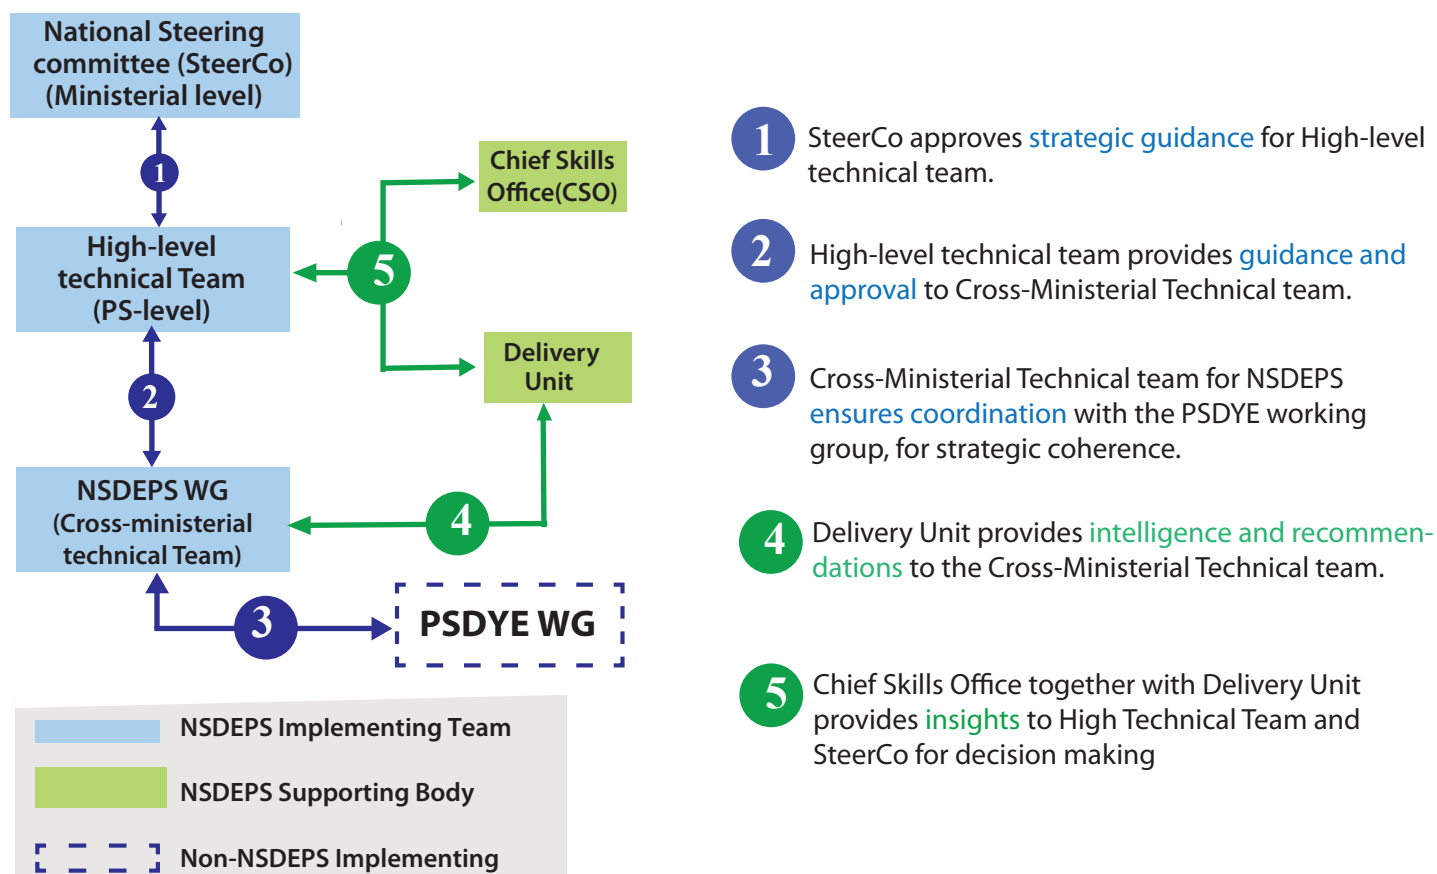 National Steering
committee (SteerCo)
(Ministerial level)
1
High-level
technical Team
(PS-level)
2
NSDEPS WG
(Cross-ministerial
technical Team)
3
PSDYE WG
4
5
Chief Skills
Office(CSO)
Delivery
Unit
NSDEPS Implementing Team
NSDEPS Supporting Body
Non-NSDEPS Implementing
1
SteerCo approves strategic guidance for High-level
technical team.
2
High-level technical team provides guidance and
approval to Cross-Ministerial Technical team.
3
Cross-Ministerial Technical team for NSDEPS
ensures coordination with the PSDYE working
group, for strategic coherence.
4
Delivery Unit provides intelligence and recommen-
dations to the Cross-Ministerial Technical team.
5
Chief Skills Office together with Delivery Unit
provides insights to High Technical Team and
SteerCo for decision making